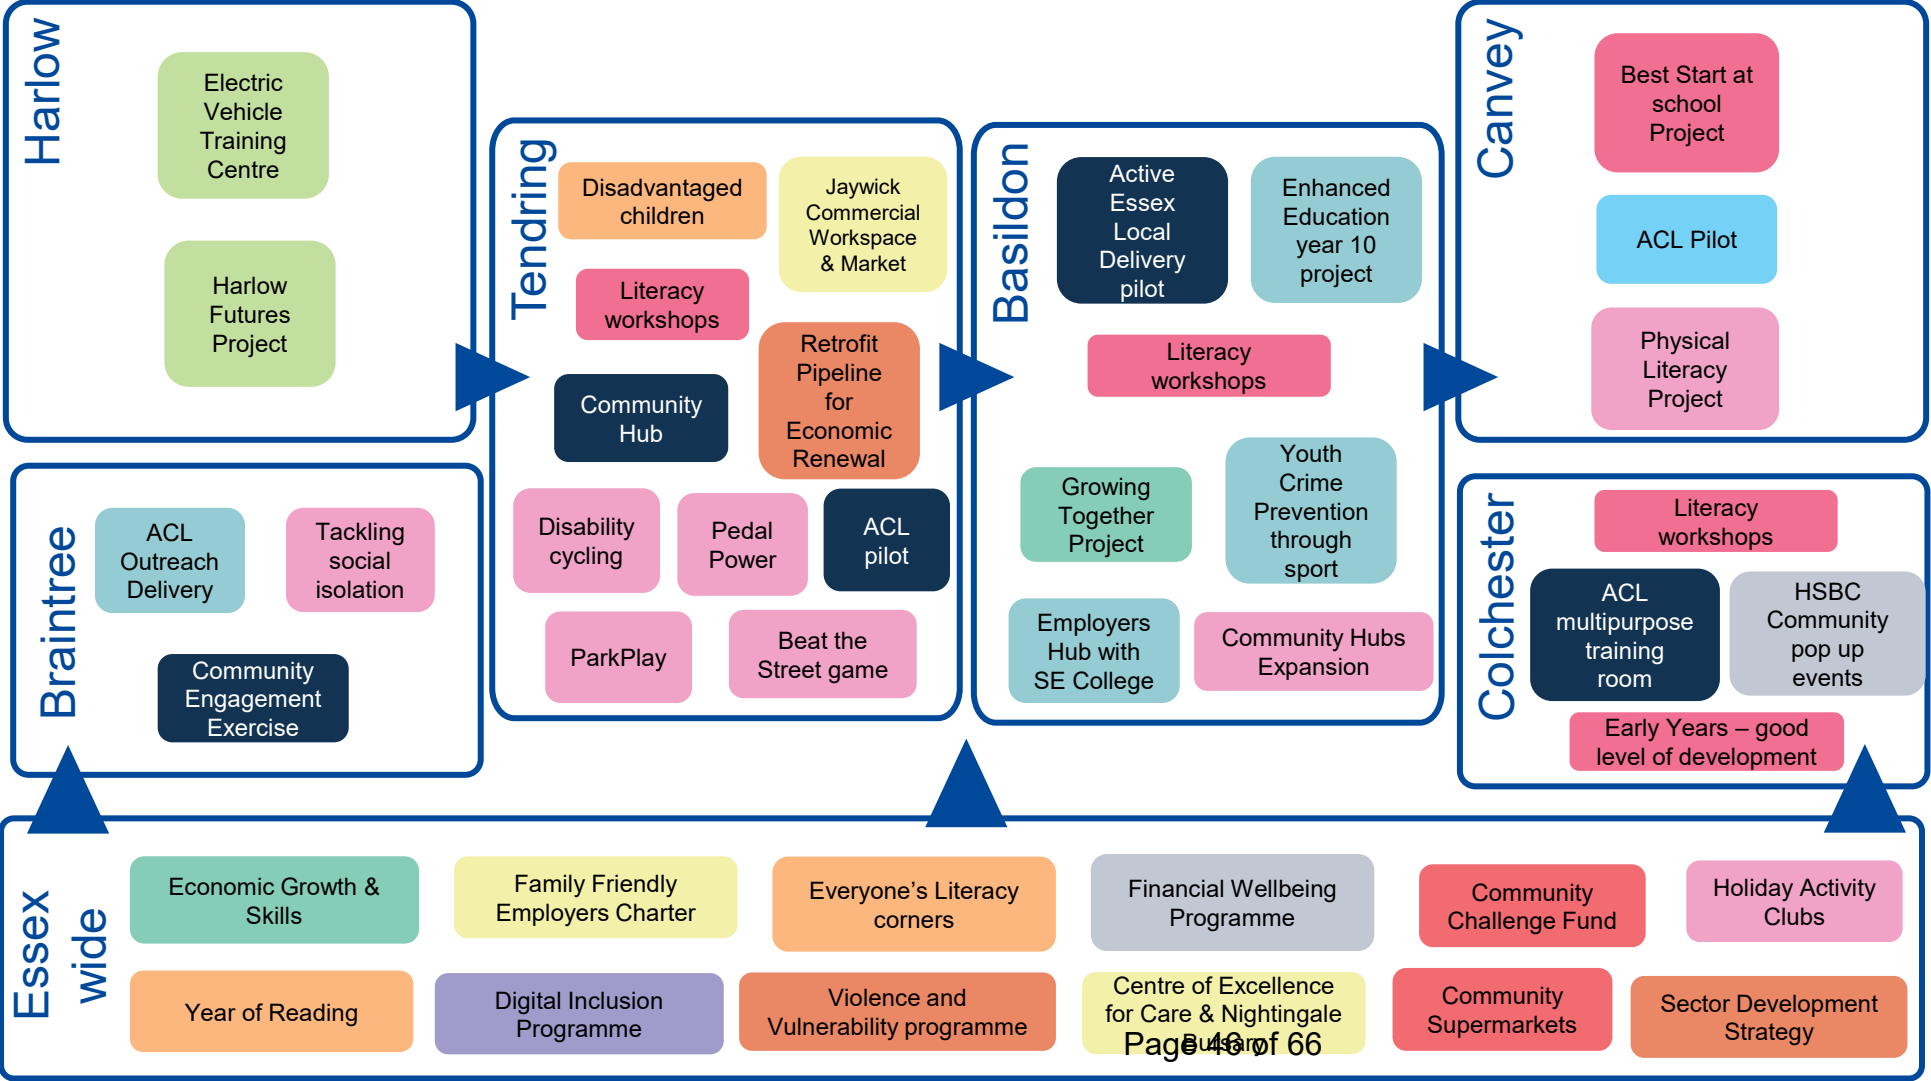 Harlow
Electric
Vehicle
Training
Centre
Harlow
Futures
Project
Braintree
ACL
Outreach
Delivery
Tackling
social
isolation
Community
Engagement
Exercise
Tendring
Disadvantaged
children
Jaywick
Commercial
Workspace
& Market
Literacy
workshops
Retrofit
Pipeline
for
Economic
Renewal
Community
Hub
Disability
cycling
Pedal
Power
ACL
pilot
ParkPlay
Beat the
Street game
Basildon
Active
Essex
Local
Delivery
pilot
Enhanced
Education
year 10
project
Literacy
workshops
Growing
Together
Project
Youth
Crime
Prevention
through
sport
Employers
Hub with
SE College
Community Hubs
Expansion
Canvey
Best Start at
school
Project
ACL Pilot
Physical
Literacy
Project
Colchester
Literacy
workshops
ACL
multipurpose
training
room
HSBC
Community
pop up
events
Early Years – good
level of development
Essex
wide
Economic Growth &
Skills
Family Friendly
Employers Charter
Everyone's Literacy
corners
Financial Wellbeing
Programme
Community
Challenge Fund
Holiday Activity
Clubs
Year of Reading
Digital Inclusion
Programme
Violence and
Vulnerability programme
Centre of Excellence
for Care & Nightingale
Bursary
Community
Supermarkets
Sector Development
Strategy
Page 46 of 66